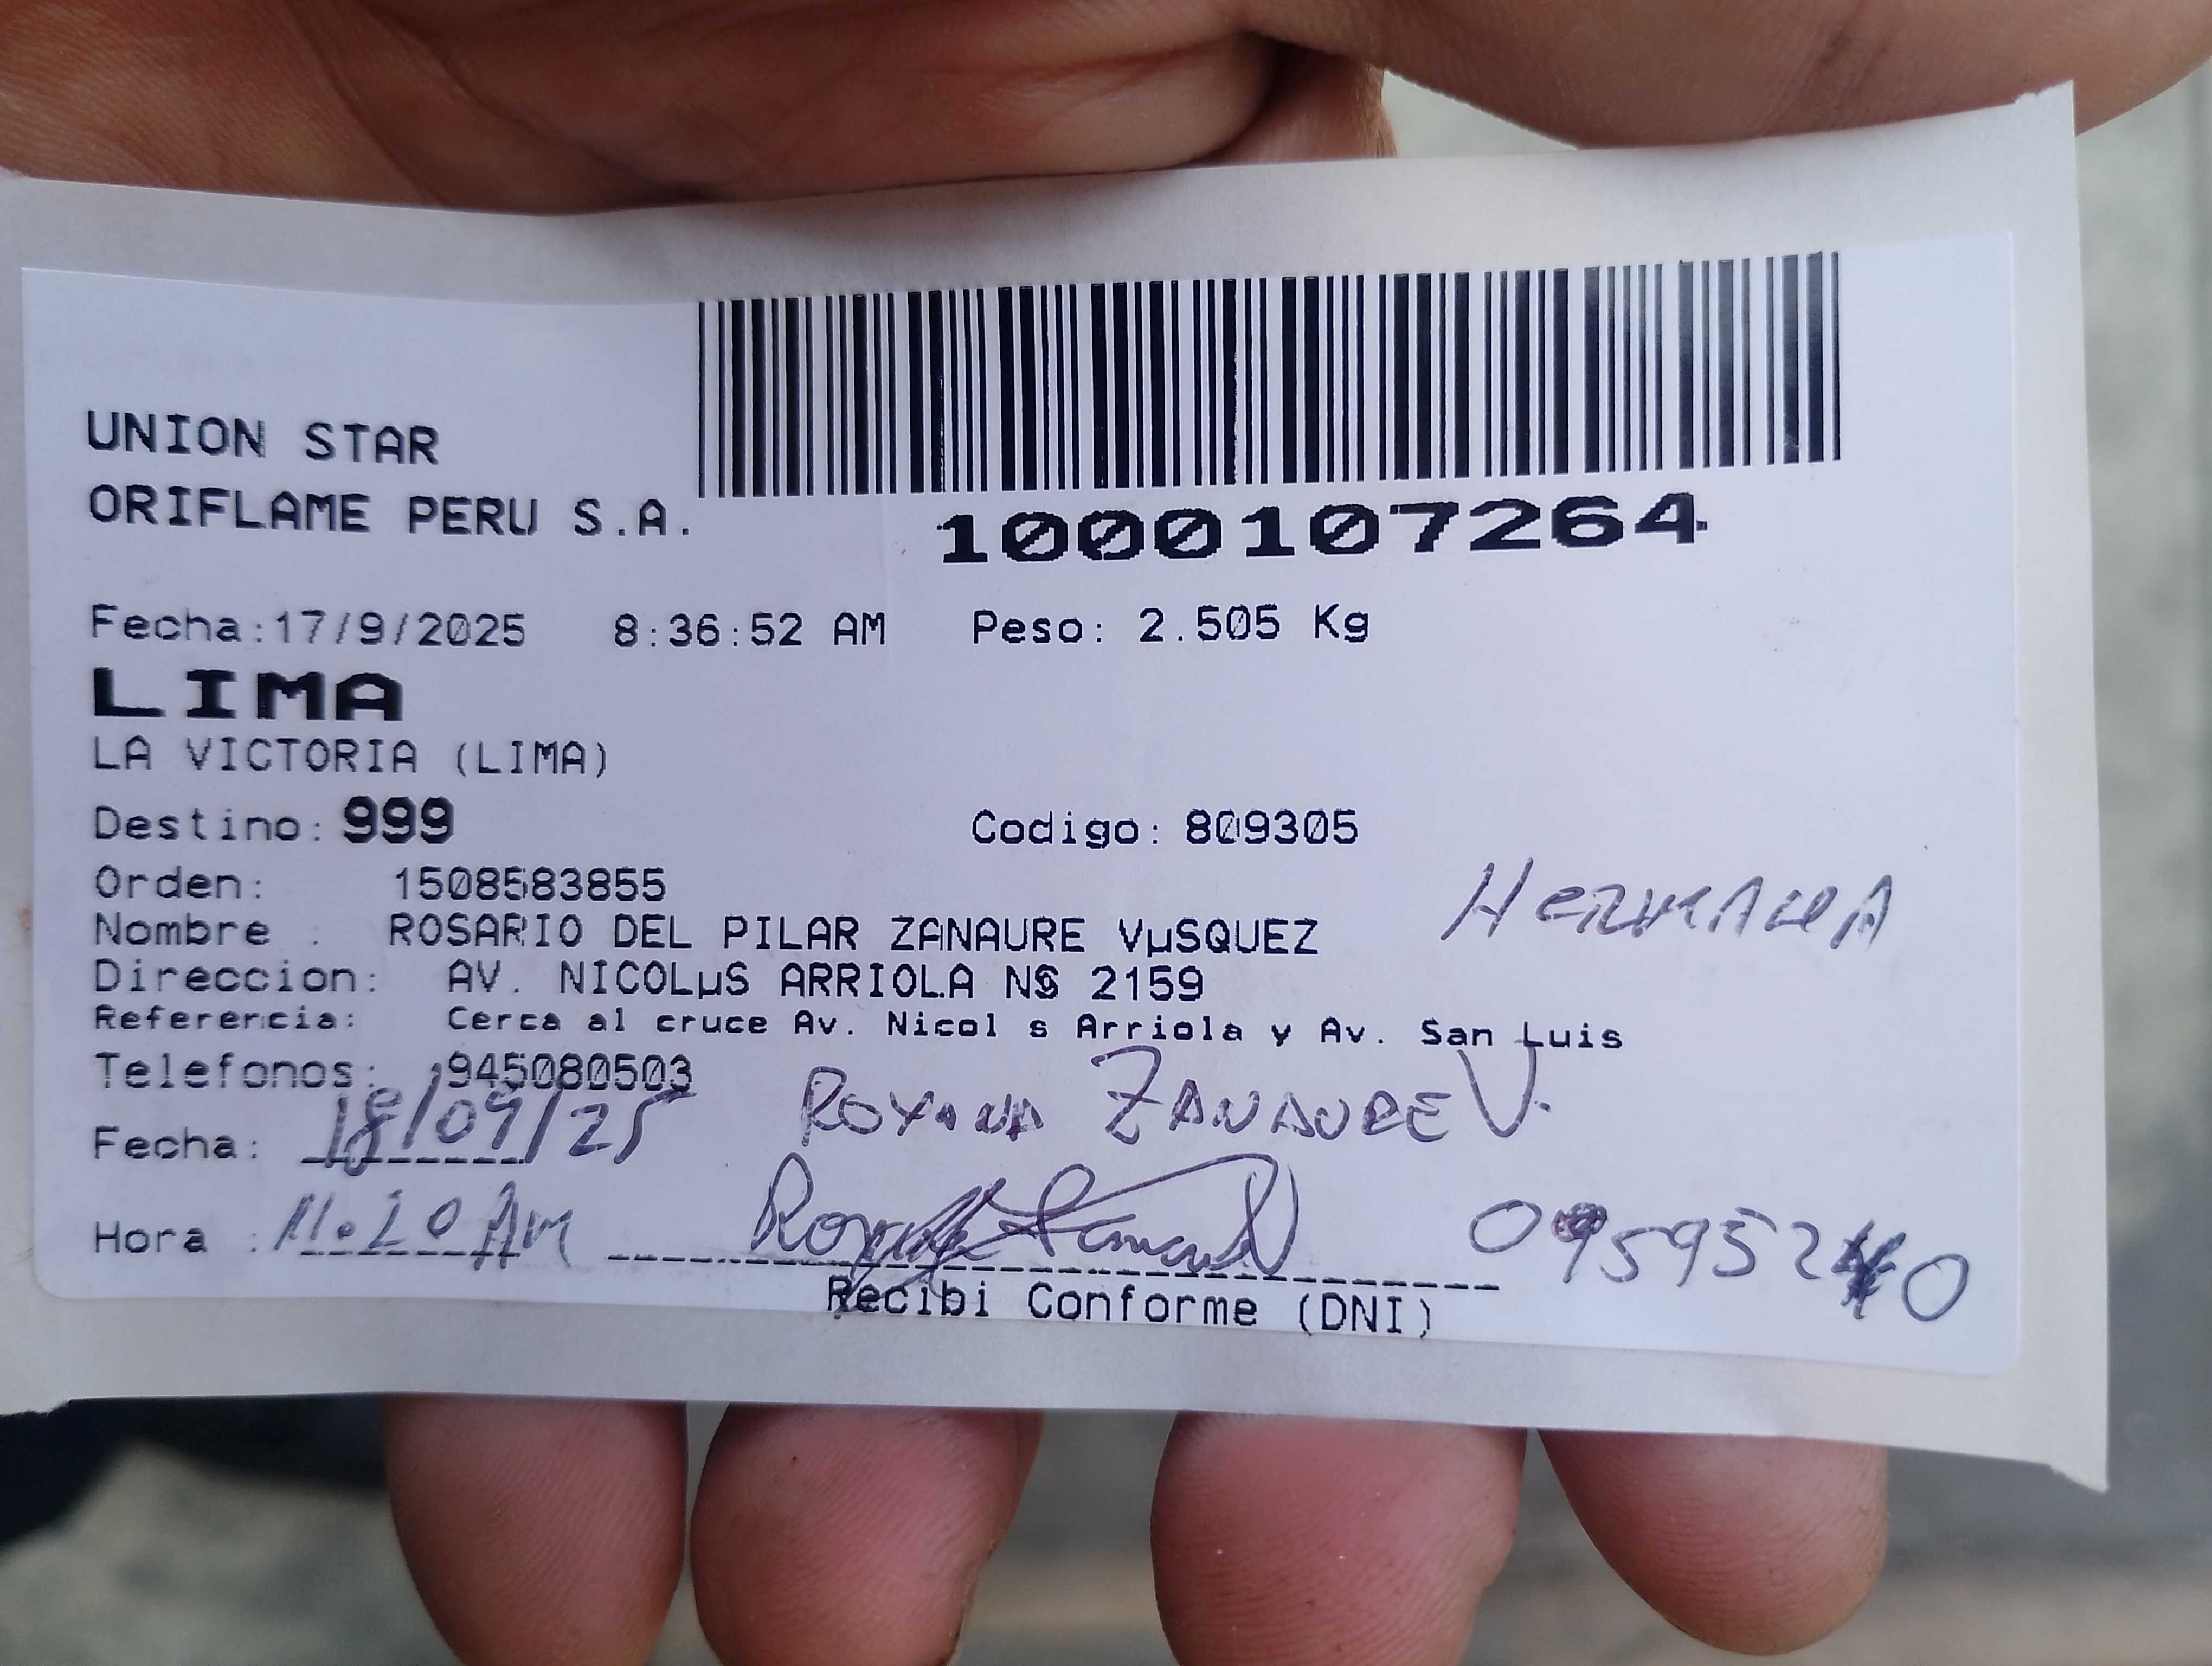 UNION STAR
ORIFLAME PERU S.A.
1000107264
Fecha:17/9/2025 8:36:52 AM Peso: 2.505 Kg
LIMA
LA VICTORIA (LIMA)
Destino: 999 Codigo: 809305
Orden: 1508583855
HERMANA
Nombre : ROSARIO DEL PILAR ZANAURE VµSQUEZ
Direccion: AV. NICOLµS ARRIOLA N§ 2159
Referencia: Cerca al cruce Av. Nicol s Arriola y Av. San Luis
Telefonos: 945080503
ROXANA ZANAURE V.
Fecha: 18/09/25
Hora : 11:20 AM
Recibi Conforme (DNI)